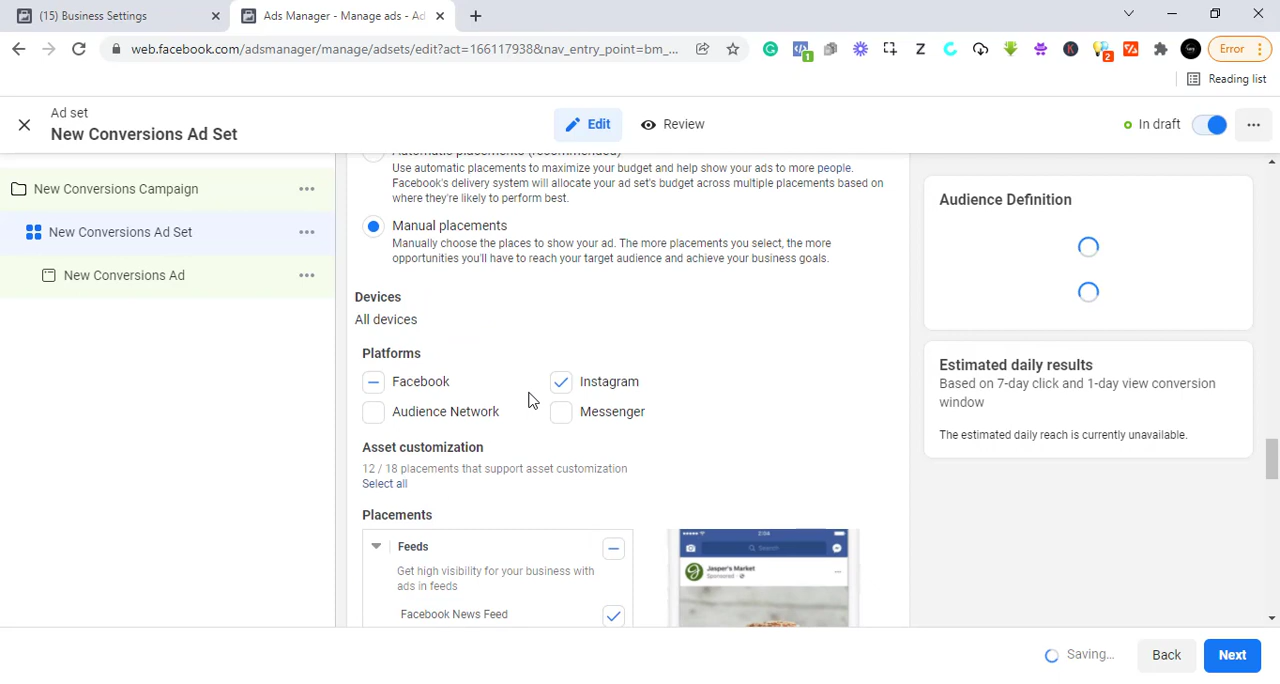 (15) Business Settings
Ads Manager - Manage ads - Ad
web.facebook.com/adsmanager/manage/adsets/edit?act=166117938&nav_entry_point=bm_...
1
Z
K
2
Error
Reading list
Ad set
New Conversions Ad Set
Edit
Review
In draft
New Conversions Campaign
New Conversions Ad Set
New Conversions Ad
Automatic placements (recommended)
Use automatic placements to maximize your budget and help show your ads to more people.
Facebook's delivery system will allocate your ad set's budget across multiple placements based on
where they're likely to perform best.
Manual placements
Manually choose the places to show your ad. The more placements you select, the more
opportunities you'll have to reach your target audience and achieve your business goals.
Devices
All devices
Platforms
Facebook
Instagram
Audience Network
Messenger
Asset customization
12 / 18 placements that support asset customization
Select all
Placements
Feeds
Get high visibility for your business with
ads in feeds
Facebook News Feed
2:04
Search
Jasper's Market
Sponsored
Audience Definition
Estimated daily results
Based on 7-day click and 1-day view conversion
window
The estimated daily reach is currently unavailable.
Saving...
Back
Next